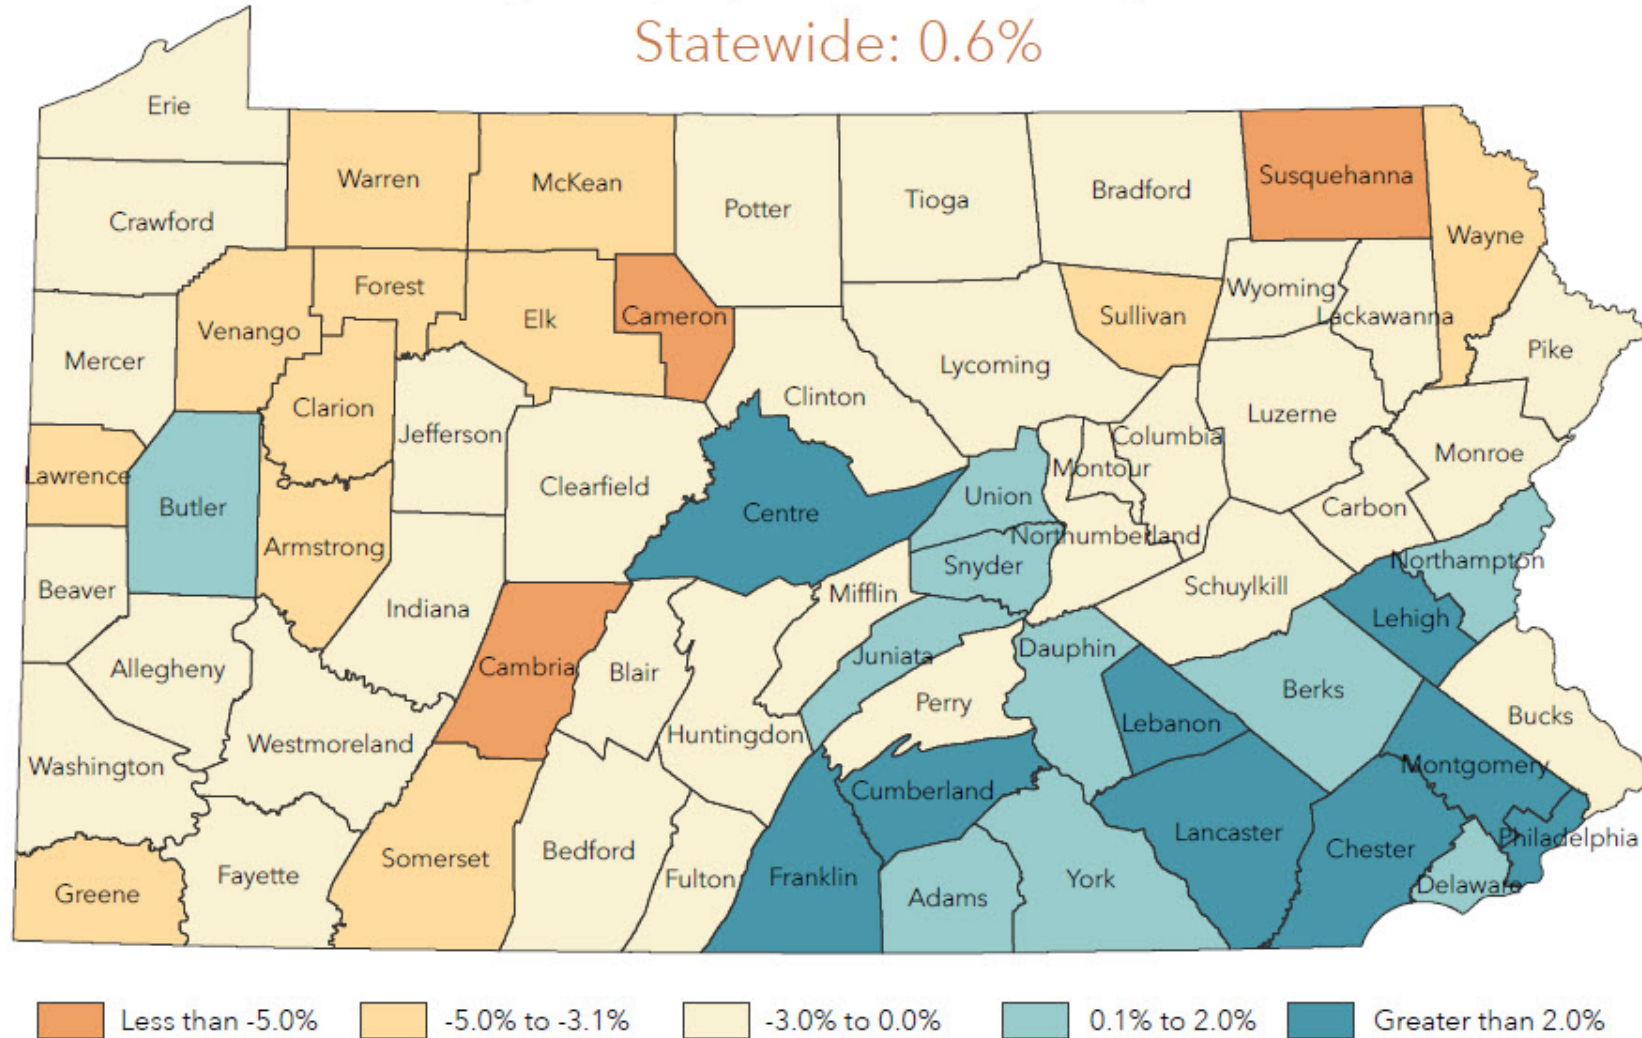 Statewide: 0.6%
Erie
Warren
McKean
Potter
Tioga
Bradford
Susquehanna
Wayne
Crawford
Forest
Venango
Elk
Cameron
Sullivan
Wyoming
Lackawanna
Pike
Mercer
Clarion
Jefferson
Clinton
Lycoming
Luzerne
Columbia
Montour
Monroe
Lawrence
Butler
Clearfield
Centre
Union
Carbon
Armstrong
Northumberland
Northampton
Beaver
Indiana
Mifflin
Snyder
Schuylkill
Lehigh
Allegheny
Cambria
Blair
Juniata
Dauphin
Berks
Perry
Bucks
Westmoreland
Huntingdon
Lebanon
Washington
Cumberland
Montgomery
Lancaster
Philadelphia
Chester
Somerset
Bedford
Fayette
Fulton
Franklin
York
Delaware
Greene
Adams
Less than -5.0%
-5.0% to -3.1%
-3.0% to 0.0%
0.1% to 2.0%
Greater than 2.0%